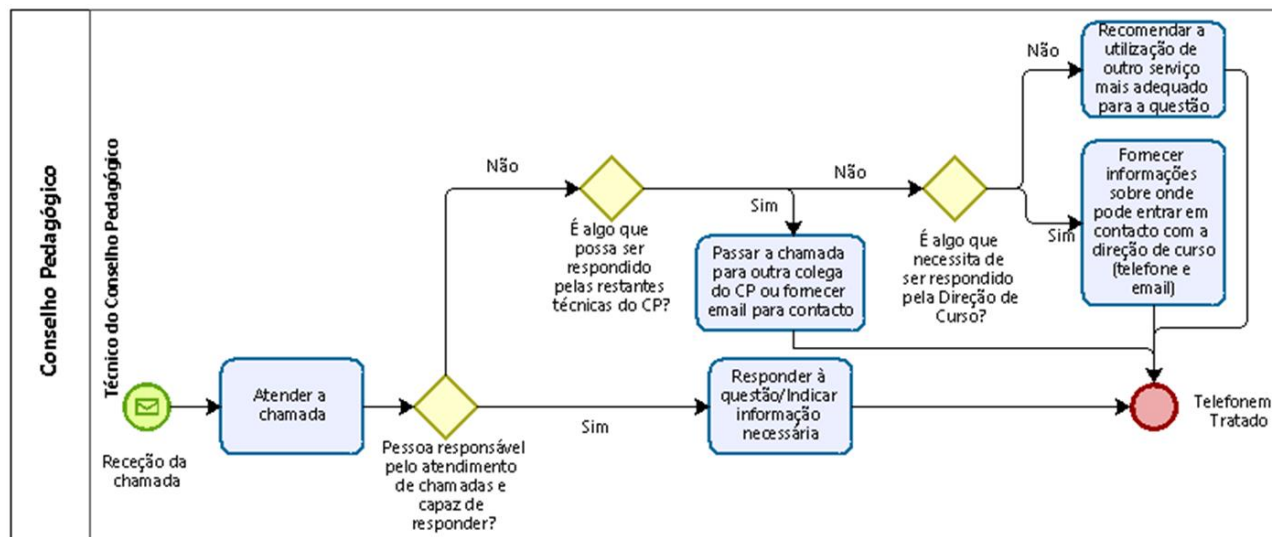 Conselho Pedagógico
Técnico do Conselho Pedagógico
Receção da
chamada
Atender a
chamada
Pessoa responsável
pelo atendimento
de chamadas e
capaz de
responder?
Não
Sim
É algo que
possa ser
respondido
pelas restantes
técnicas do CP?
Não
Sim
Passar a chamada
para outra colega
do CP ou fornecer
email para contacto
Responder à
questão/Indicar
informação
necessária
É algo que
necessita de
ser respondido
pela Direção de
Curso?
Não
Sim
Recomendar a
utilização de
outro serviço
mais adequado
para a questão
Fornecer
informações
sobre onde
pode entrar em
contacto com a
direção de curso
(telefone e
email)
Telefonem
Tratado